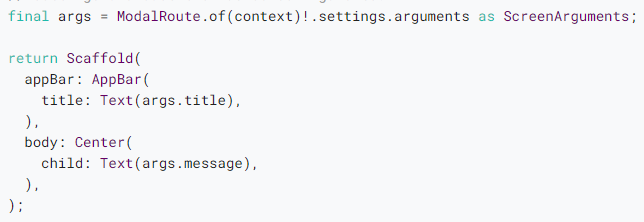 final args = ModalRoute.of(context)!.settings.arguments as ScreenArguments;

return Scaffold(
  appBar: AppBar(
    title: Text(args.title),
  ),
  body: Center(
    child: Text(args.message),
  ),
);